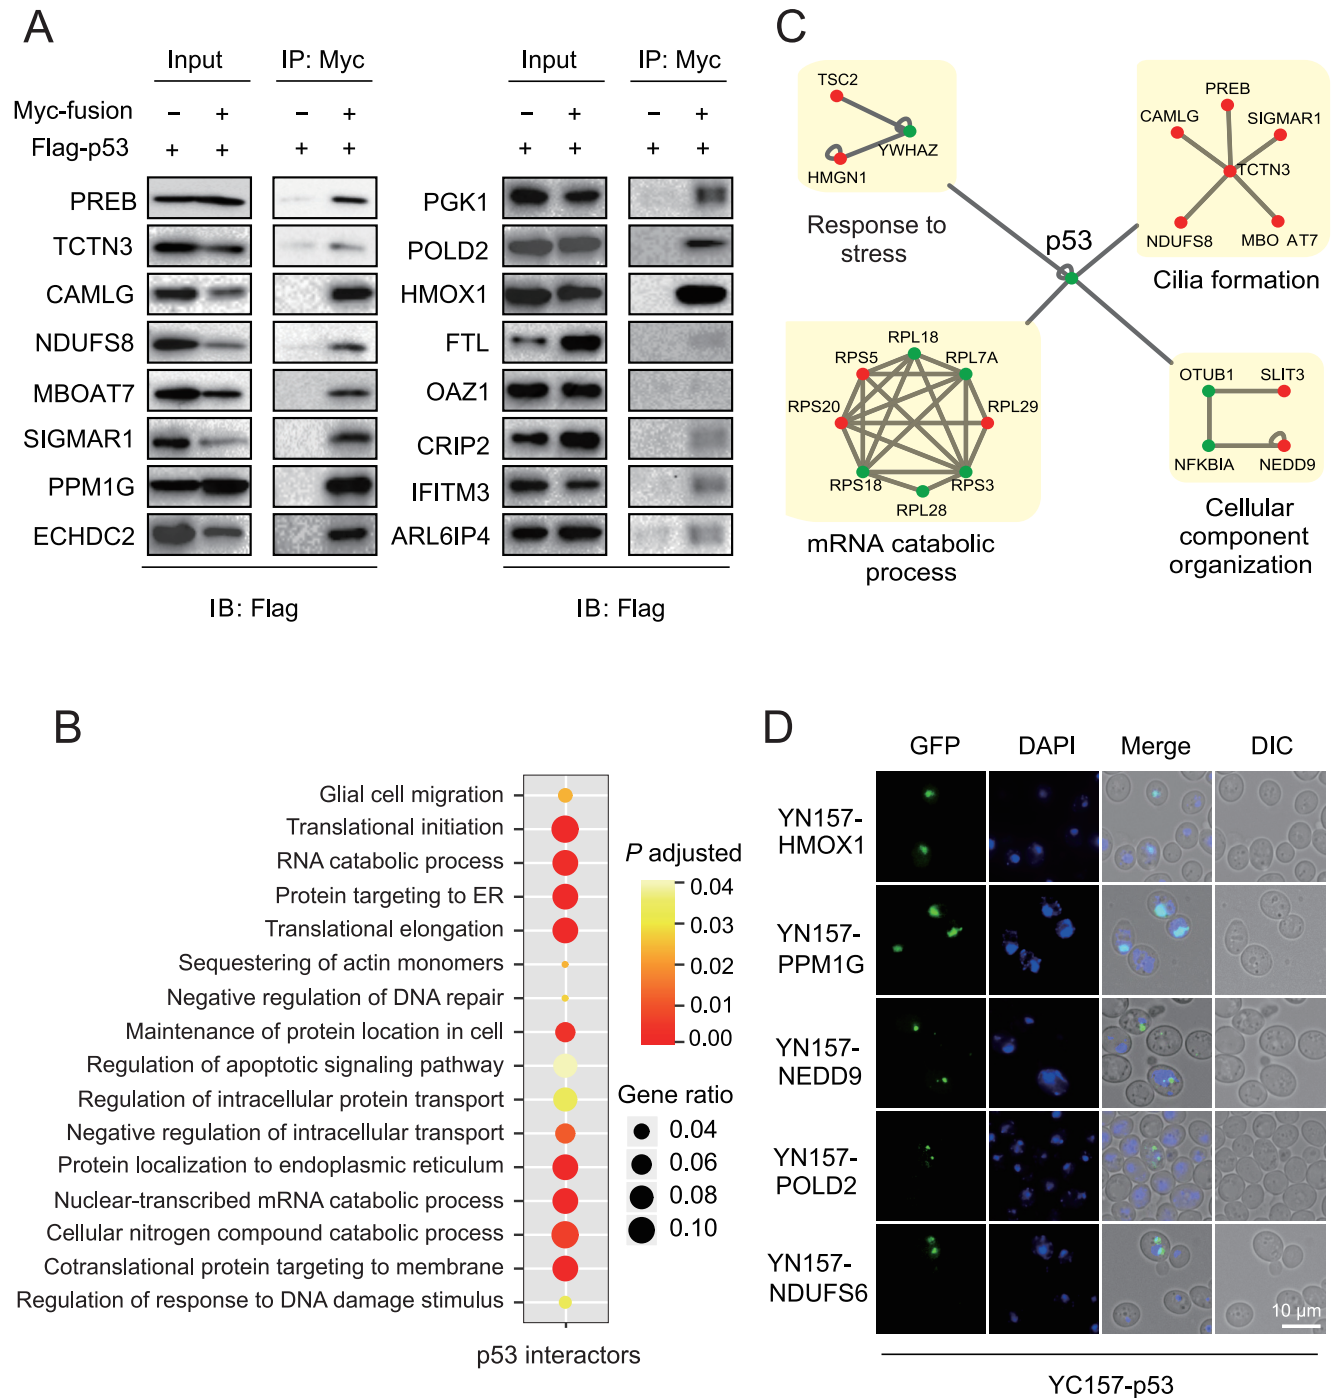 A
Input IP: Myc Input IP: Myc
Myc-fusion − + − + − + − +
Flag-p53 + + + + + + + +
PREB PGK1
TCTN3 POLD2
CAMLG HMOX1
NDUFS8 FTL
MBOAT7 OAZ1
SIGMAR1 CRIP2
PPM1G IFITM3
ECHDC2 ARL6IP4
IB: Flag IB: Flag
C
TSC2
YWHAZ
HMGN1
Response to
stress
PREB
CAMLG
SIGMAR1
TCTN3
NDUFS8
MBO AT7
Cilia formation
p53
RPL18
RPS5
RPL7A
RPS20
RPL29
RPS18
RPS3
RPL28
mRNA catabolic
process
OTUB1
SLIT3
NFKBIA
NEDD9
Cellular
component
organization
B
Glial cell migration
Translational initiation
RNA catabolic process
Protein targeting to ER
Translational elongation
Sequestering of actin monomers
Negative regulation of DNA repair
Maintenance of protein location in cell
Regulation of apoptotic signaling pathway
Regulation of intracellular protein transport
Negative regulation of intracellular transport
Protein localization to endoplasmic reticulum
Nuclear-transcribed mRNA catabolic process
Cellular nitrogen compound catabolic process
Cotranslational protein targeting to membrane
Regulation of response to DNA damage stimulus
p53 interactors
P adjusted
0.04
0.03
0.02
0.01
0.00
Gene ratio
0.04
0.06
0.08
0.10
D
GFP DAPI Merge DIC
YN157-
HMOX1
YN157-
PPM1G
YN157-
NEDD9
YN157-
POLD2
YN157-
NDUFS6
10 μm
YC157-p53